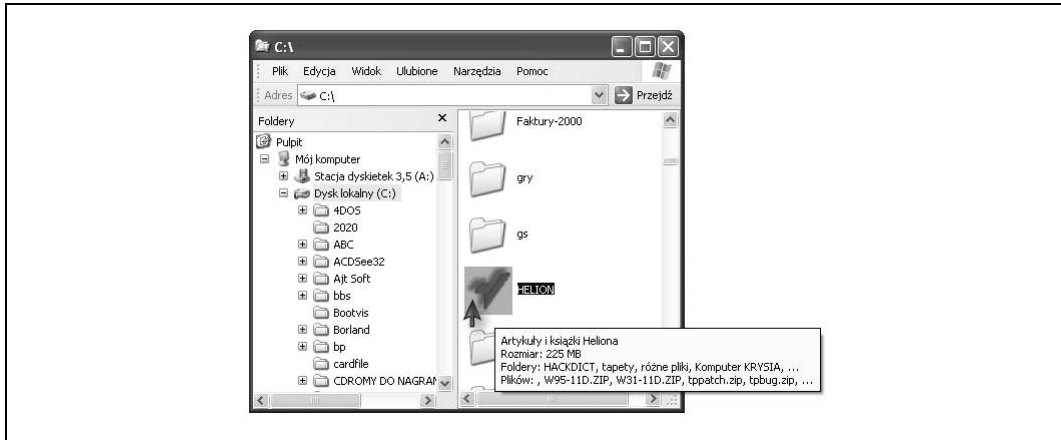 C:\
Plik Edycja Widok Ulubione Narzędzia Pomoc
Adres C:\ Przejdź
Foldery
Pulpit
Mój komputer
Stacja dyskietek 3,5 (A:)
Dysk lokalny (C:)
4DOS
2020
ABC
ACDSee32
Ajt Soft
bbs
Bootvis
Borland
bp
cardfile
CDROMY DO NAGRAN
Faktury-2000
gry
gs
HELION
Artykuły i książki Heliona
Rozmiar: 225 MB
Foldery: HACKDICT, tapety, różne pliki, Komputer KRYSIA, ...
Plików: , W95-11D.ZIP, W31-11D.ZIP, tppatch.zip, tpbug.zip, ...